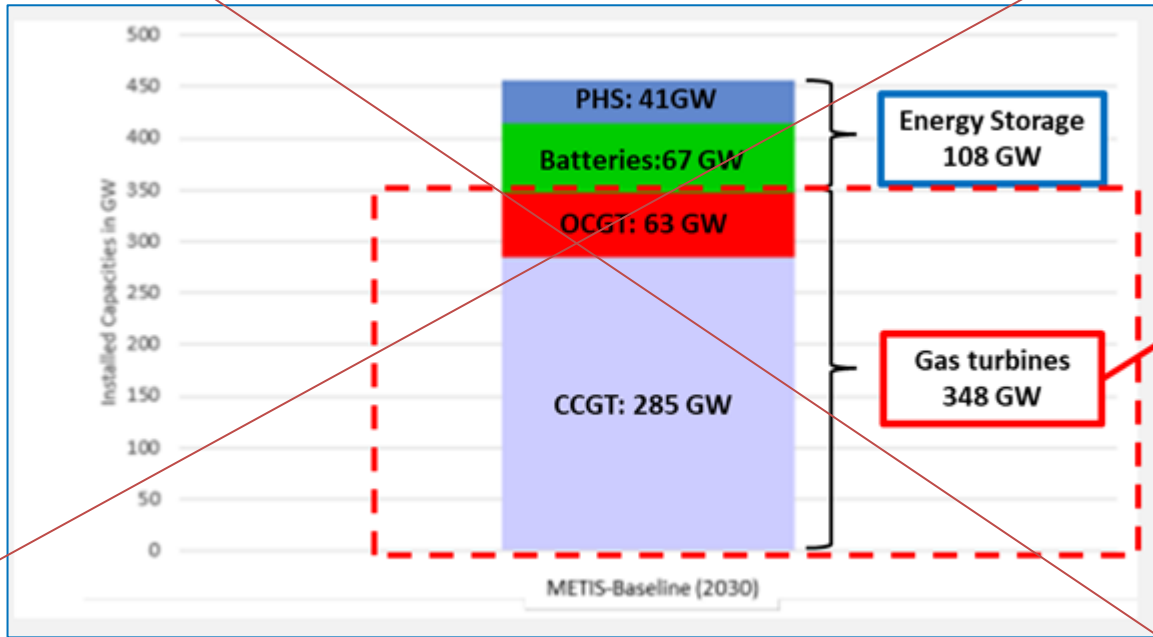 500
450
400
350
300
250
200
150
100
50
0
Installed Capacities in GW
PHS: 41GW
Batteries:67 GW
OCGT: 63 GW
CCGT: 285 GW
Energy Storage
108 GW
Gas turbines
348 GW
METIS-Baseline (2030)